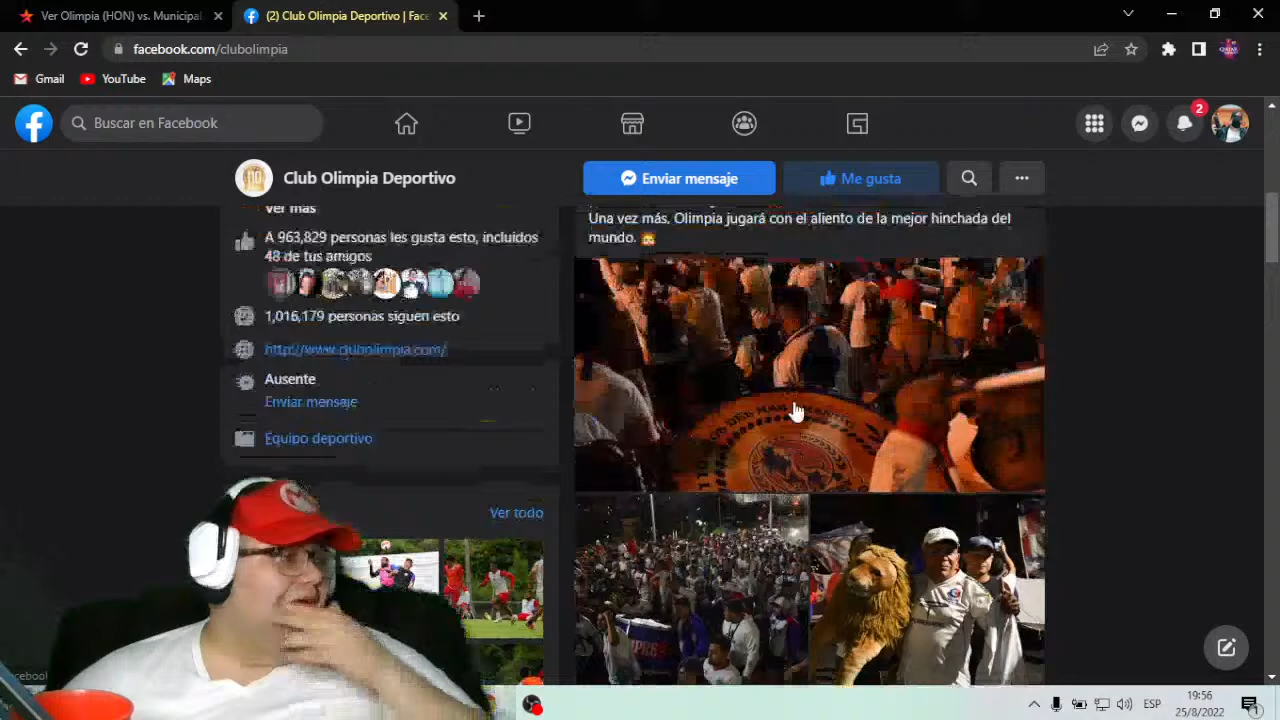 Ver Olimpia (HON) vs. Municipal
(2) Club Olimpia Deportivo | Face
facebook.com/clubolimpia
Gmail
YouTube
Maps
Buscar en Facebook
2
Club Olimpia Deportivo
Enviar mensaje
Me gusta
Ver más
A 963,829 personas les gusta esto, incluidos
48 de tus amigos
1,016,179 personas siguen esto
http://www.clubolimpia.com/
Ausente
Enviar mensaje
Equipo deportivo
Ver todo
Una vez más, Olimpia jugará con el aliento de la mejor hinchada del
mundo.
ESP
19:56
25/8/2022
1